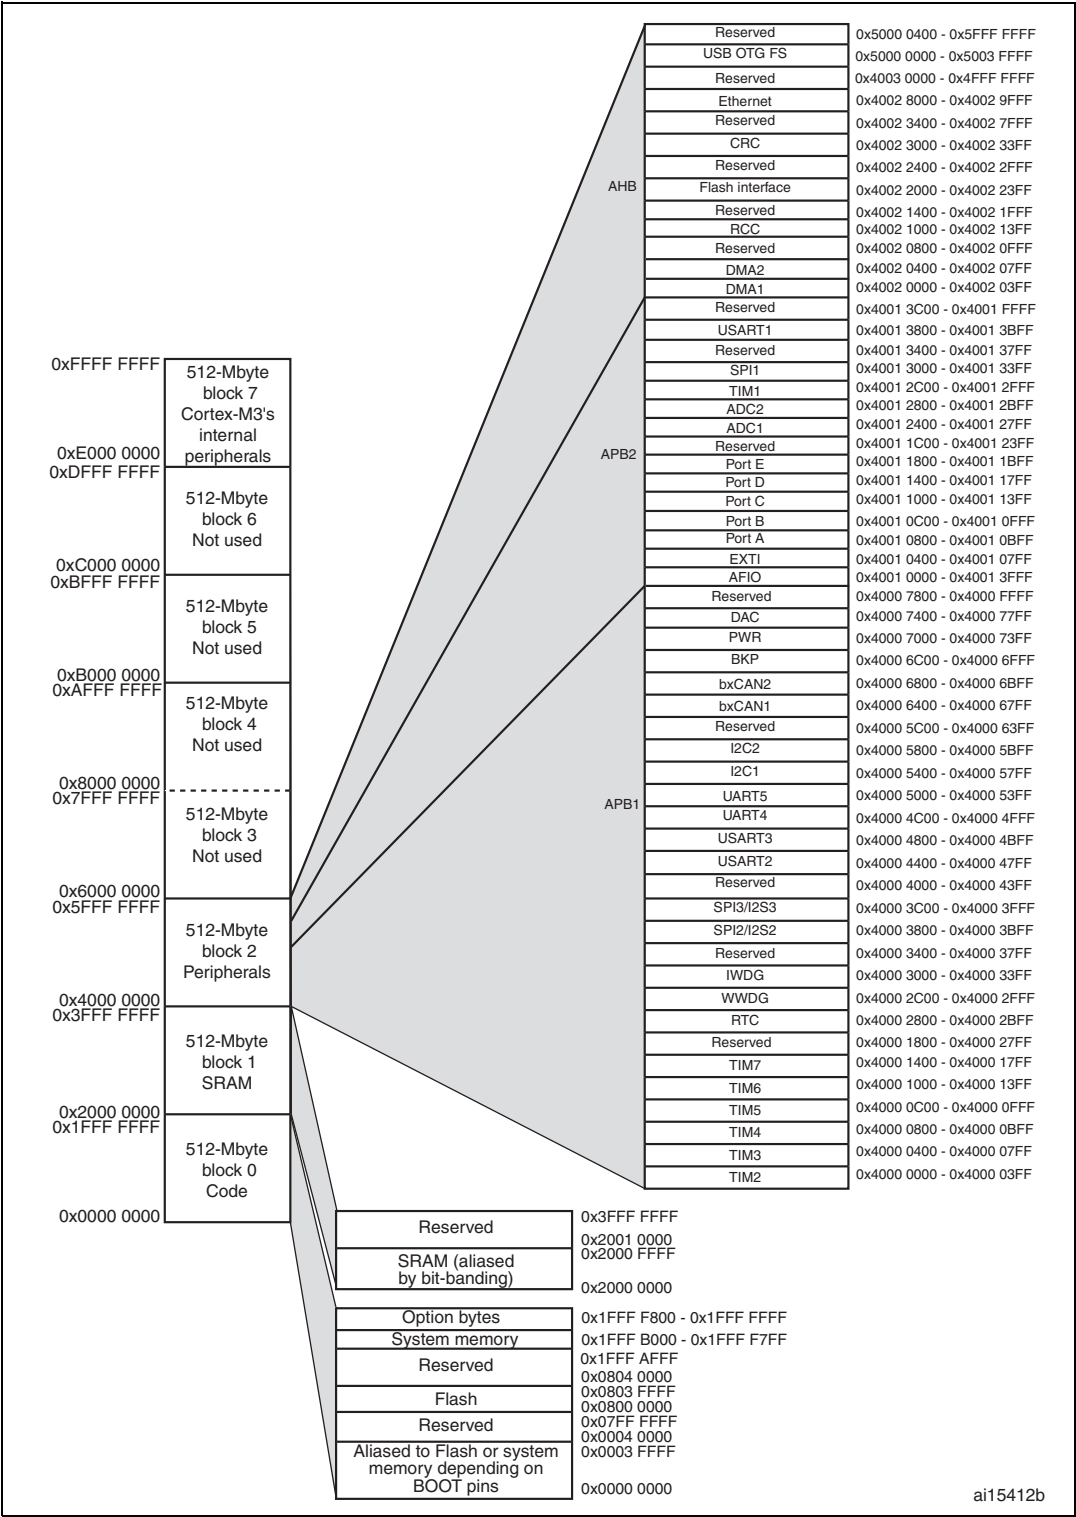 Reserved 0x5000 0400 - 0x5FFF FFFF
USB OTG FS 0x5000 0000 - 0x5003 FFFF
Reserved 0x4003 0000 - 0x4FFF FFFF
Ethernet 0x4002 8000 - 0x4002 9FFF
Reserved 0x4002 3400 - 0x4002 7FFF
CRC 0x4002 3000 - 0x4002 33FF
Reserved 0x4002 2400 - 0x4002 2FFF
AHB
Flash interface 0x4002 2000 - 0x4002 23FF
Reserved 0x4002 1400 - 0x4002 1FFF
RCC 0x4002 1000 - 0x4002 13FF
Reserved 0x4002 0800 - 0x4002 0FFF
DMA2 0x4002 0400 - 0x4002 07FF
DMA1 0x4002 0000 - 0x4002 03FF
Reserved 0x4001 3C00 - 0x4001 FFFF
USART1 0x4001 3800 - 0x4001 3BFF
Reserved 0x4001 3400 - 0x4001 37FF
SPI1 0x4001 3000 - 0x4001 33FF
TIM1 0x4001 2C00 - 0x4001 2FFF
ADC2 0x4001 2800 - 0x4001 2BFF
ADC1 0x4001 2400 - 0x4001 27FF
Reserved 0x4001 1C00 - 0x4001 23FF
APB2
Port E 0x4001 1800 - 0x4001 1BFF
Port D 0x4001 1400 - 0x4001 17FF
Port C 0x4001 1000 - 0x4001 13FF
Port B 0x4001 0C00 - 0x4001 0FFF
Port A 0x4001 0800 - 0x4001 0BFF
EXTI 0x4001 0400 - 0x4001 07FF
AFIO 0x4001 0000 - 0x4001 3FFF
Reserved 0x4000 7800 - 0x4000 FFFF
DAC 0x4000 7400 - 0x4000 77FF
PWR 0x4000 7000 - 0x4000 73FF
BKP 0x4000 6C00 - 0x4000 6FFF
bxCAN2 0x4000 6800 - 0x4000 6BFF
bxCAN1 0x4000 6400 - 0x4000 67FF
Reserved 0x4000 5C00 - 0x4000 63FF
I2C2 0x4000 5800 - 0x4000 5BFF
I2C1 0x4000 5400 - 0x4000 57FF
UART5 0x4000 5000 - 0x4000 53FF
APB1
UART4 0x4000 4C00 - 0x4000 4FFF
USART3 0x4000 4800 - 0x4000 4BFF
USART2 0x4000 4400 - 0x4000 47FF
Reserved 0x4000 4000 - 0x4000 43FF
SPI3/I2S3 0x4000 3C00 - 0x4000 3FFF
SPI2/I2S2 0x4000 3800 - 0x4000 3BFF
Reserved 0x4000 3400 - 0x4000 37FF
IWDG 0x4000 3000 - 0x4000 33FF
WWDG 0x4000 2C00 - 0x4000 2FFF
RTC 0x4000 2800 - 0x4000 2BFF
Reserved 0x4000 1800 - 0x4000 27FF
TIM7 0x4000 1400 - 0x4000 17FF
TIM6 0x4000 1000 - 0x4000 13FF
TIM5 0x4000 0C00 - 0x4000 0FFF
TIM4 0x4000 0800 - 0x4000 0BFF
TIM3 0x4000 0400 - 0x4000 07FF
TIM2 0x4000 0000 - 0x4000 03FF
0xFFFF FFFF
512-Mbyte
block 7
Cortex-M3's
internal
peripherals
0xE000 0000
0xDFFF FFFF
512-Mbyte
block 6
Not used
0xC000 0000
0xBFFF FFFF
512-Mbyte
block 5
Not used
0xB000 0000
0xAFFF FFFF
512-Mbyte
block 4
Not used
0x8000 0000
0x7FFF FFFF
512-Mbyte
block 3
Not used
0x6000 0000
0x5FFF FFFF
512-Mbyte
block 2
Peripherals
0x4000 0000
0x3FFF FFFF
512-Mbyte
block 1
SRAM
0x2000 0000
0x1FFF FFFF
512-Mbyte
block 0
Code
0x0000 0000
0x3FFF FFFF
Reserved
0x2001 0000
0x2000 FFFF
SRAM (aliased
by bit-banding)
0x2000 0000
Option bytes 0x1FFF F800 - 0x1FFF FFFF
System memory 0x1FFF B000 - 0x1FFF F7FF
0x1FFF AFFF
Reserved
0x0804 0000
0x0803 FFFF
Flash
0x0800 0000
0x07FF FFFF
Reserved
0x0004 0000
0x0003 FFFF
Aliased to Flash or system
memory depending on
BOOT pins
0x0000 0000
ai15412b